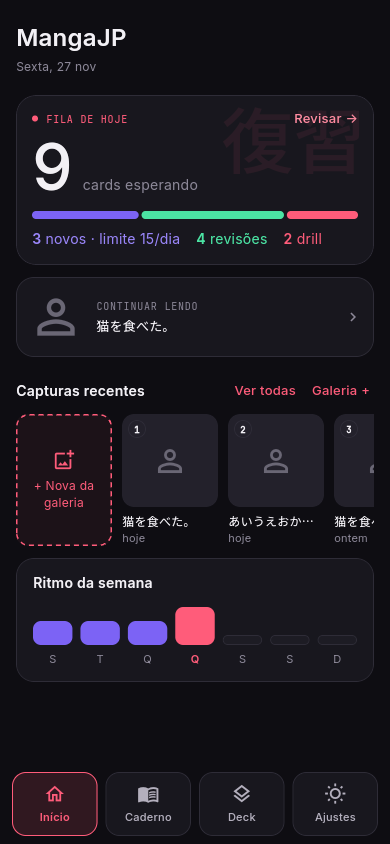 MangaJP
Sexta, 27 nov
FILA DE HOJE
Revisar →
復習
9 cards esperando
3 novos · limite 15/dia 4 revisões 2 drill
CONTINUAR LENDO
猫を食べた。
Capturas recentes
Ver todas
Galeria +
+ Nova da
galeria
1
猫を食べた。
hoje
2
あいうえおか…
hoje
3
猫を食
ontem
Ritmo da semana
S T Q Q S S D
Início
Caderno
Deck
Ajustes